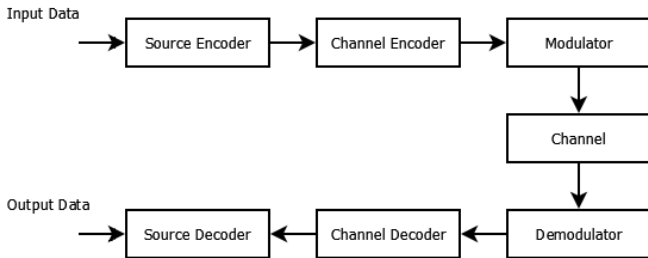 Input Data
Source Encoder
Channel Encoder
Modulator
Channel
Output Data
Source Decoder
Channel Decoder
Demodulator